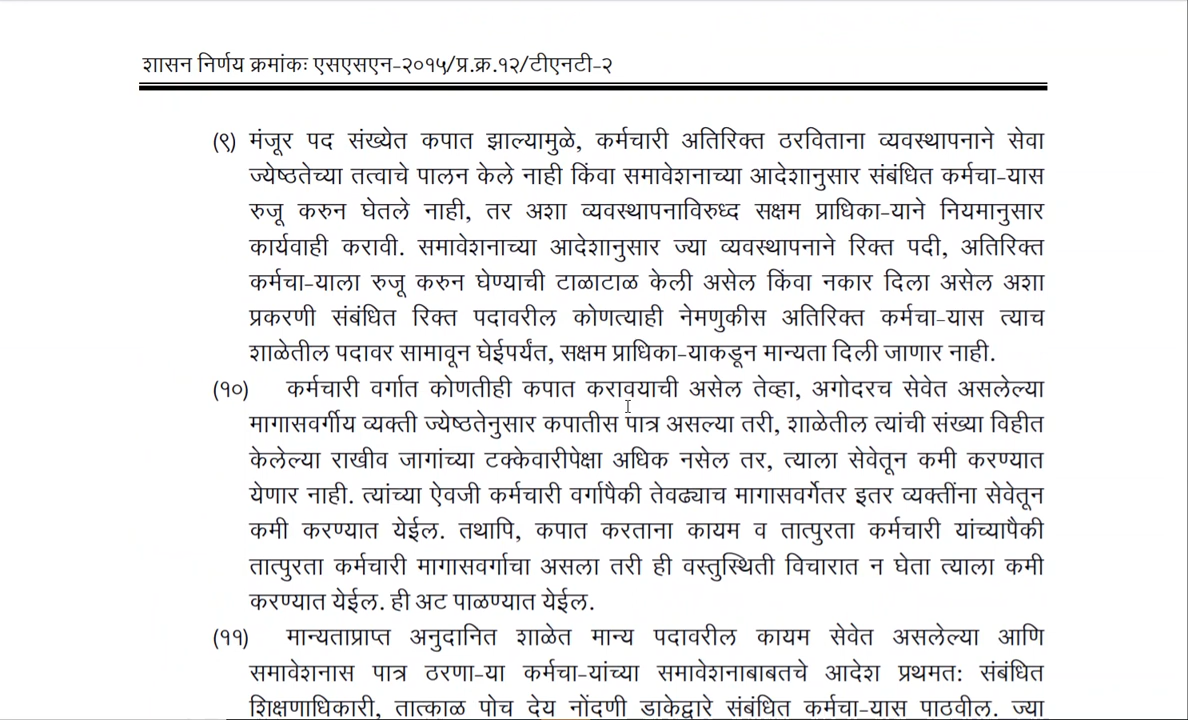 शासन निर्णय क्रमांकः एसएसएन-२०१५/प्र.क्र.१२/टीएनटी-२
(९) मंजूर पद संख्येत कपात झाल्यामुळे, कर्मचारी अतिरिक्त ठरविताना व्यवस्थापनाने सेवा
ज्येष्ठतेच्या तत्वाचे पालन केले नाही किंवा समावेशनाच्या आदेशानुसार संबंधित कर्मचा-यास
रुजू करुन घेतले नाही, तर अशा व्यवस्थापनाविरुध्द सक्षम प्राधिका-याने नियमानुसार
कार्यवाही करावी. समावेशनाच्या आदेशानुसार ज्या व्यवस्थापनाने रिक्त पदी, अतिरिक्त
कर्मचा-याला रुजू करुन घेण्याची टाळाटाळ केली असेल किंवा नकार दिला असेल अशा
प्रकरणी संबंधित रिक्त पदावरील कोणत्याही नेमणुकीस अतिरिक्त कर्मचा-यास त्याच
शाळेतील पदावर सामावून घेईपर्यंत, सक्षम प्राधिका-याकडून मान्यता दिली जाणार नाही.
(१०) कर्मचारी वर्गात कोणतीही कपात करावयाची असेल तेव्हा, अगोदरच सेवेत असलेल्या
मागासवर्गीय व्यक्ती ज्येष्ठतेनुसार कपातीस पात्र असल्या तरी, शाळेतील त्यांची संख्या विहीत
केलेल्या राखीव जागांच्या टक्केवारीपेक्षा अधिक नसेल तर, त्याला सेवेतून कमी करण्यात
येणार नाही. त्यांच्या ऐवजी कर्मचारी वर्गापैकी तेवढ्याच मागासवर्गेतर इतर व्यक्तींना सेवेतून
कमी करण्यात येईल. तथापि, कपात करताना कायम व तात्पुरता कर्मचारी यांच्यापैकी
तात्पुरता कर्मचारी मागासवर्गाचा असला तरी ही वस्तुस्थिती विचारात न घेता त्याला कमी
करण्यात येईल. ही अट पाळण्यात येईल.
(११) मान्यताप्राप्त अनुदानित शाळेत मान्य पदावरील कायम सेवेत असलेल्या आणि
समावेशनास पात्र ठरणा-या कर्मचा-यांच्या समावेशनाबाबतचे आदेश प्रथमत: संबंधित
शिक्षणाधिकारी, तात्काळ पोच देय नोंदणी डाकेद्वारे संबंधित कर्मचा-यास पाठवील. ज्या